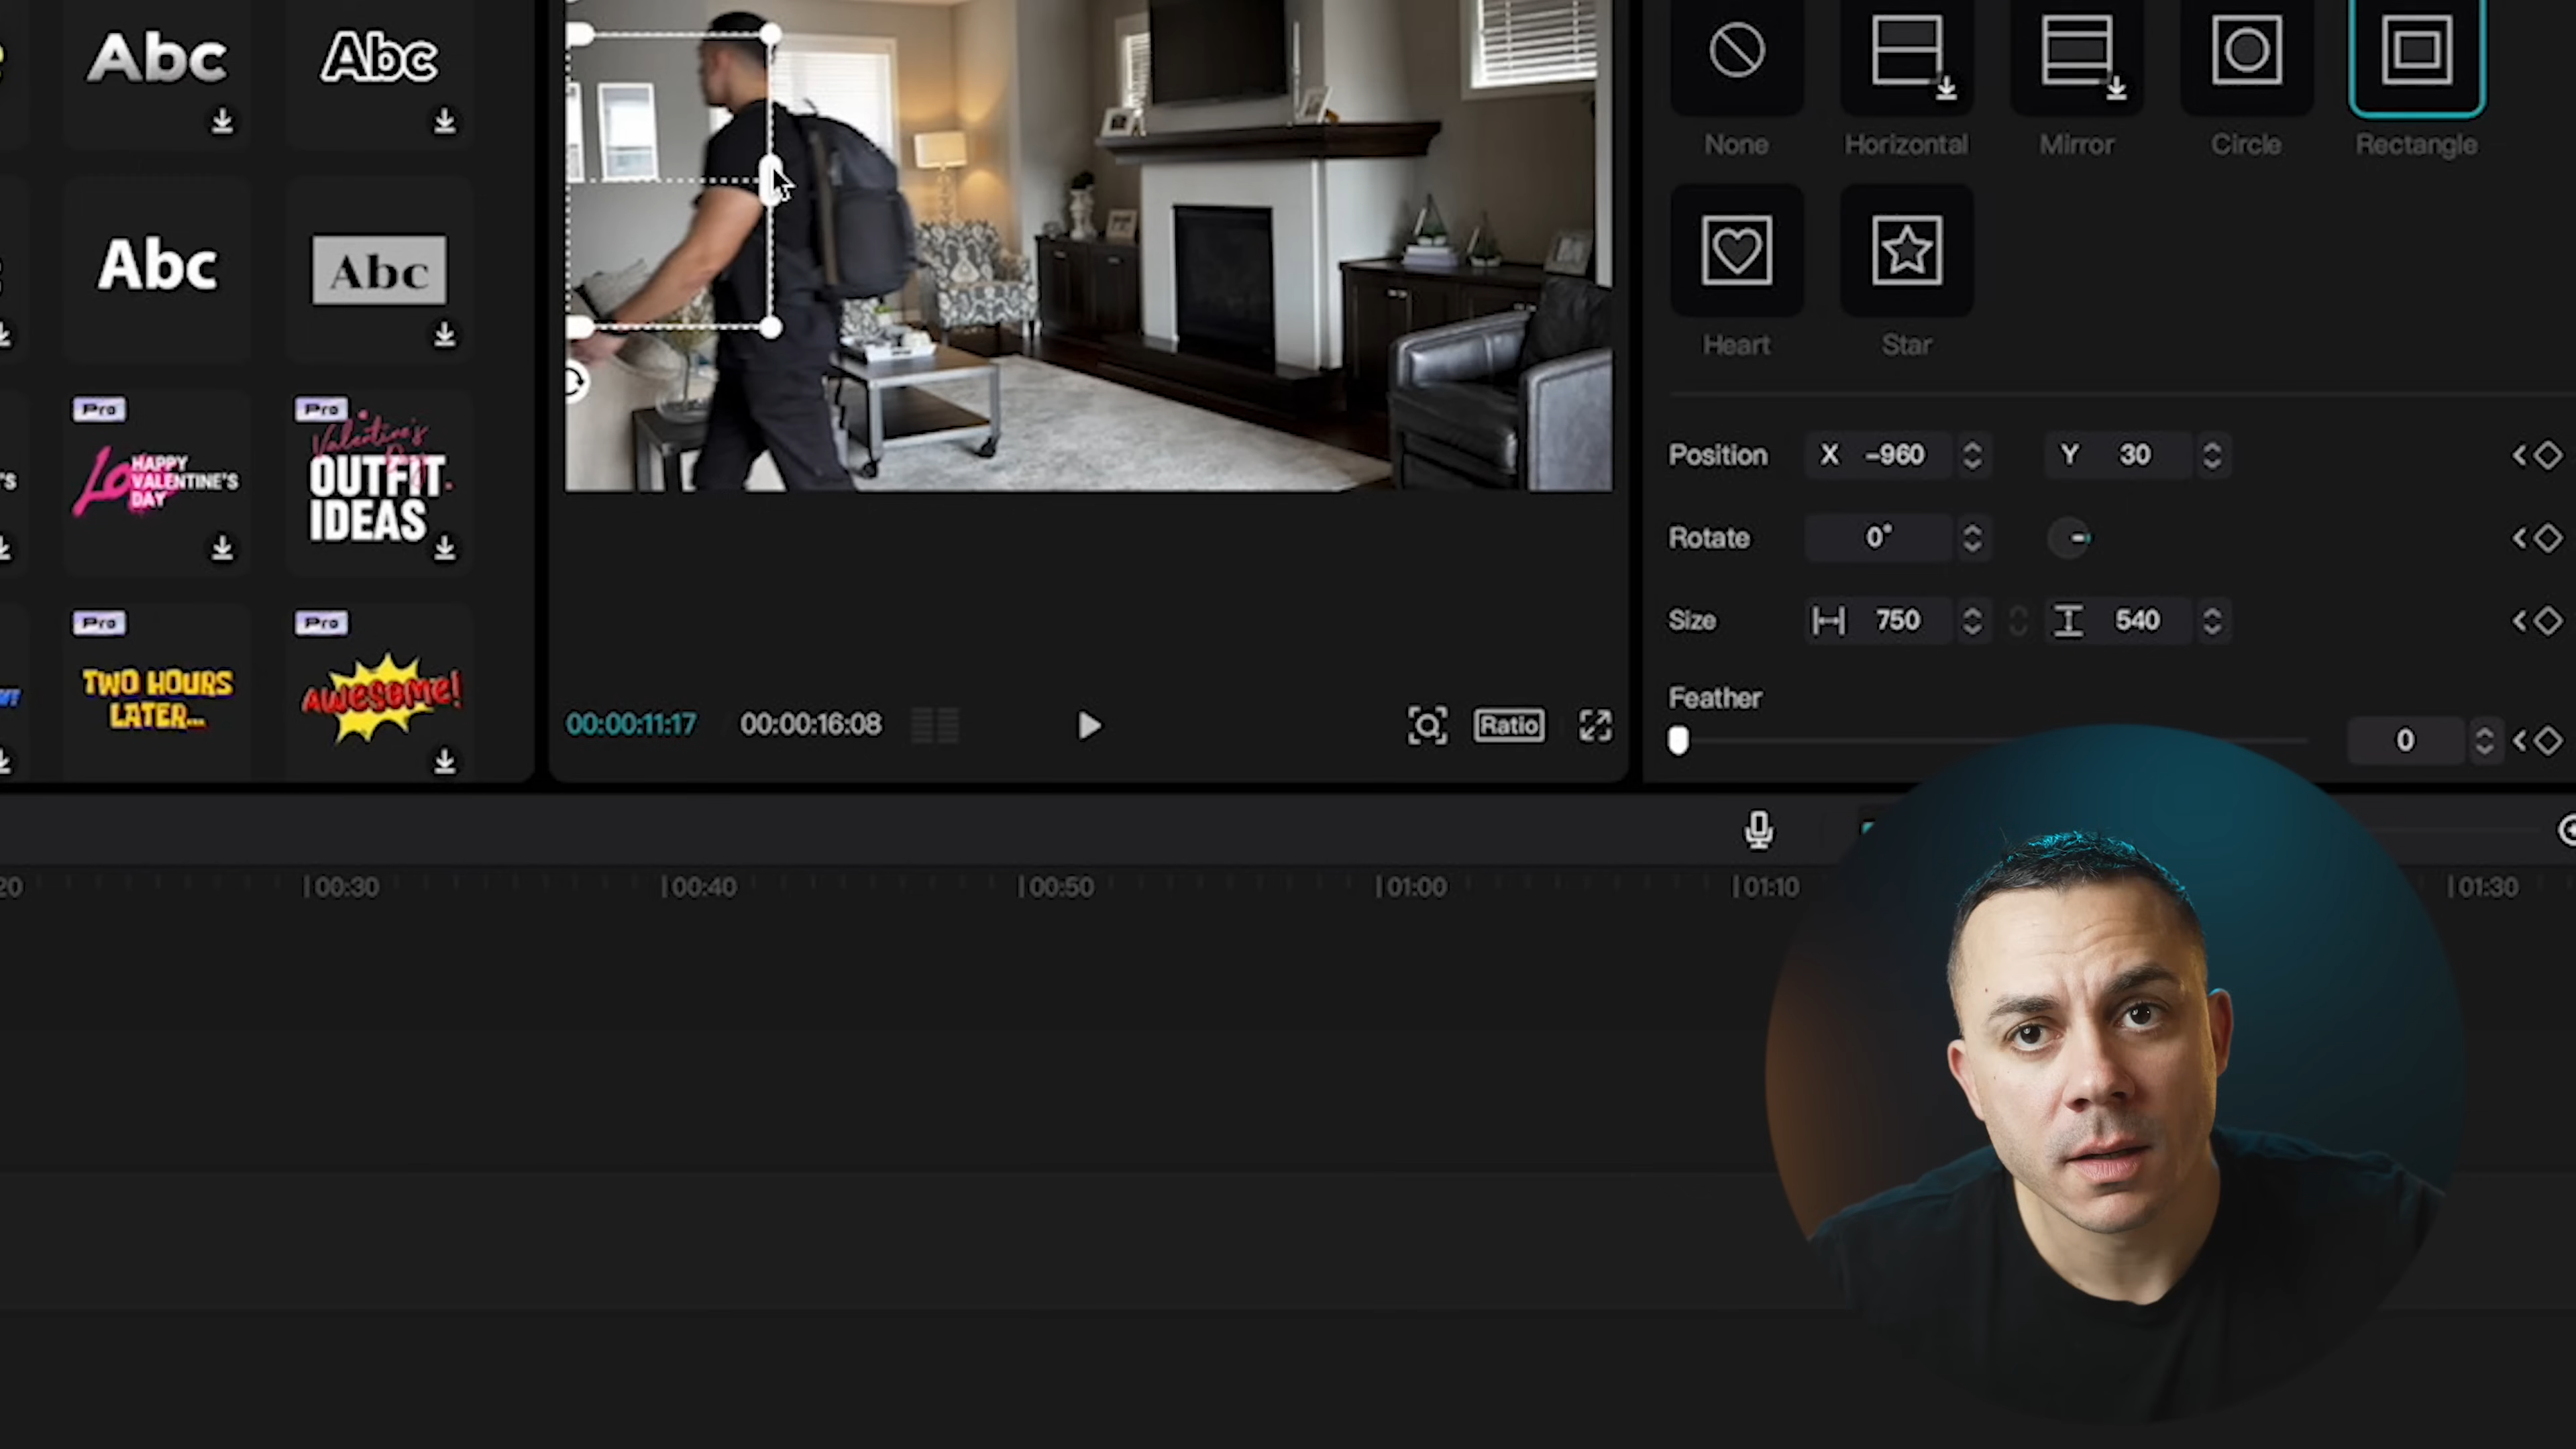 Abc
Abc
None
Horizontal
Mirror
Circle
Rectangle
Abc
Abc
Heart
Star
Pro
HAPPY
VALENTINE'S
DAY
Pro
Valentine's
Day
OUTFIT
IDEAS
Position
X -960
Y 30
Rotate
0°
Size
750
540
Pro
TWO HOURS
LATER...
Pro
AWESOME!
00:00:11:17
00:00:16:08
Ratio
Feather
0
00:30
00:40
00:50
01:00
01:10
01:30